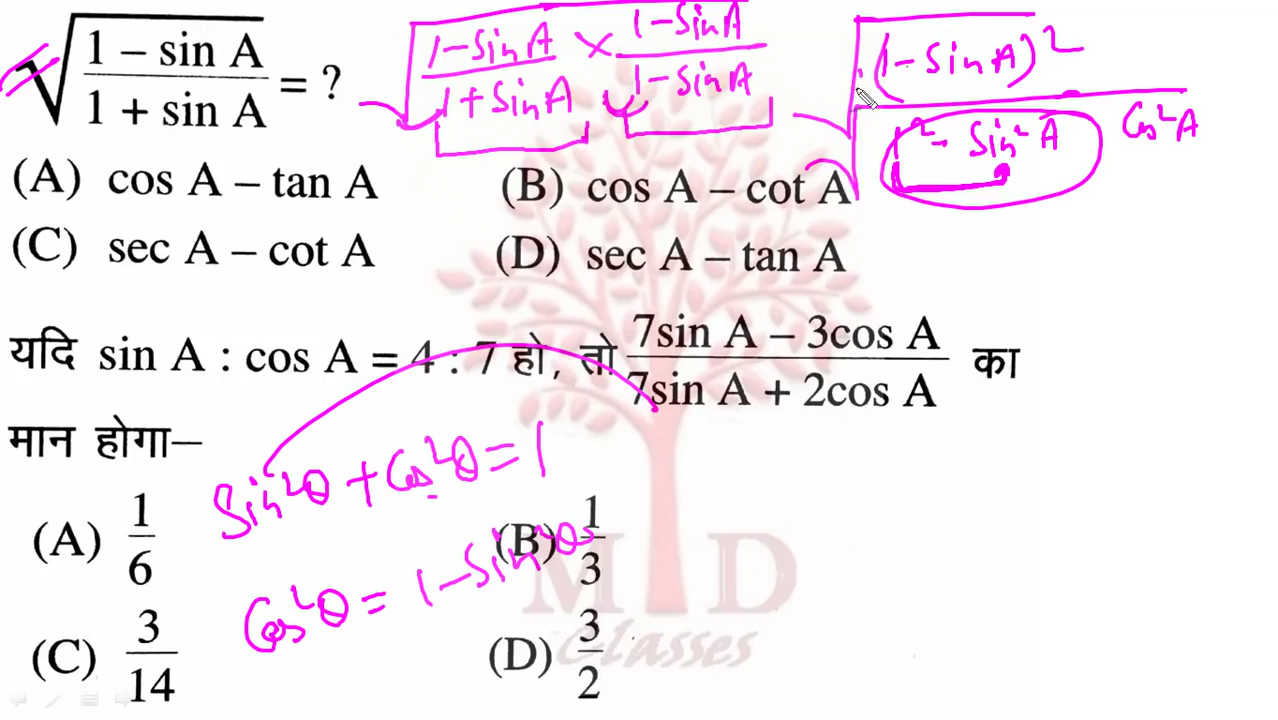 √(1 – sin A / 1 + sin A) = ?
√(1-sinA / 1+sinA × 1-sinA / 1-sinA)
√((1-sinA)² / 1²-sin²A) cos²A
(A) cos A – tan A (B) cos A – cot A
(C) sec A – cot A (D) sec A – tan A
यदि sin A : cos A = 4 : 7 हो, तो (7sin A – 3cos A / 7sin A + 2cos A) का
मान होगा–
sin²θ + cos²θ = 1
(A) 1/6 (B) 1/3
cos²θ = 1-sin²θ
(C) 3/14 (D) 3/2
M D
Classes